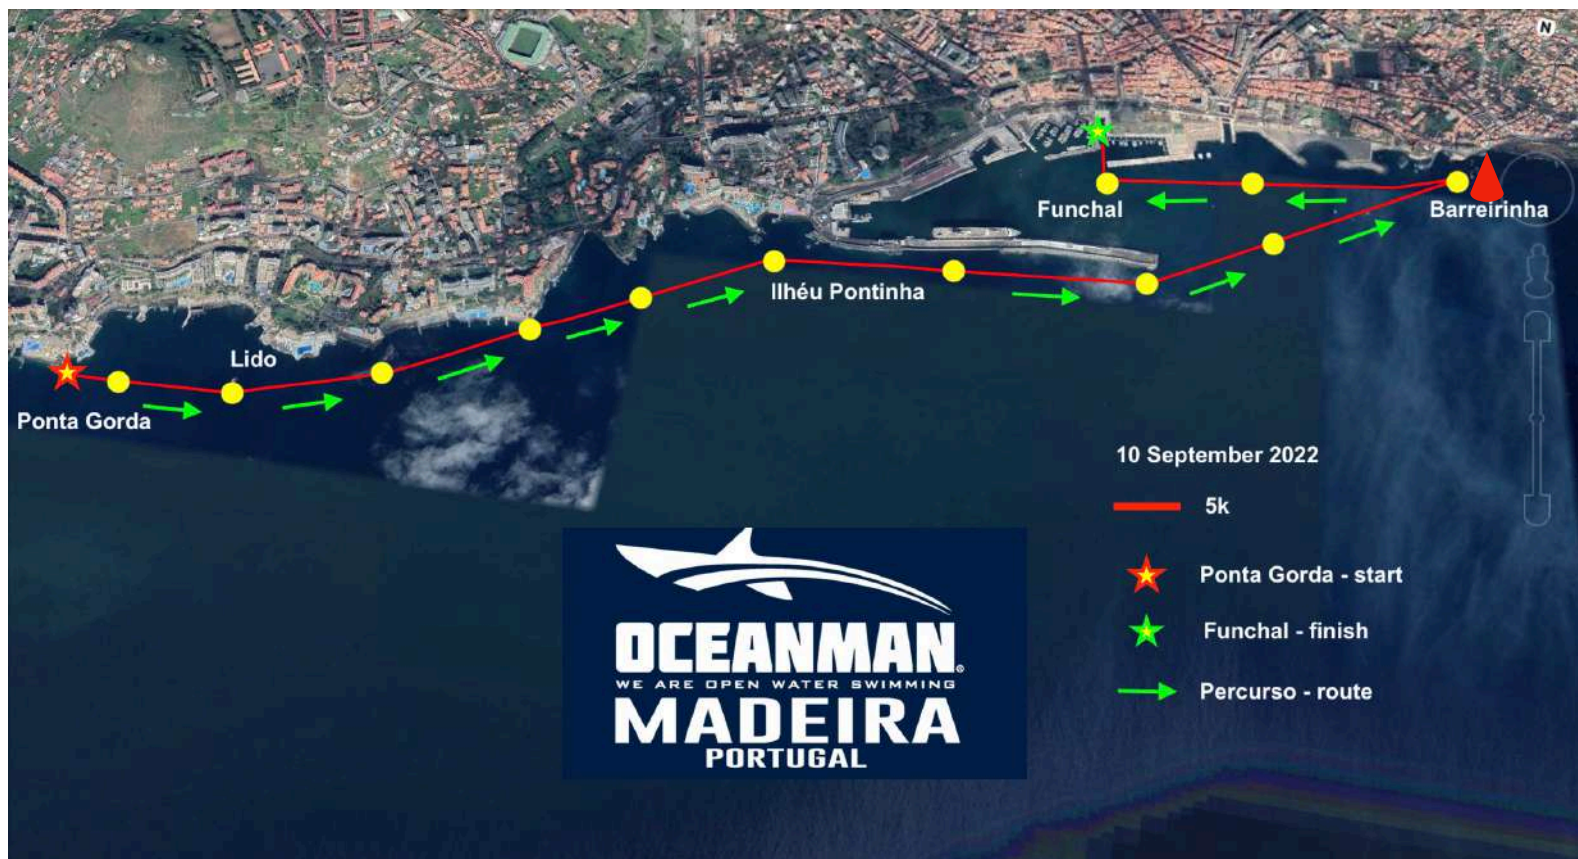 N
Funchal
Barreirinha
Ilhéu Pontinha
Lido
Ponta Gorda
10 September 2022
5k
Ponta Gorda - start
Funchal - finish
Percurso - route
OCEANMAN®
WE ARE OPEN WATER SWIMMING
MADEIRA
PORTUGAL